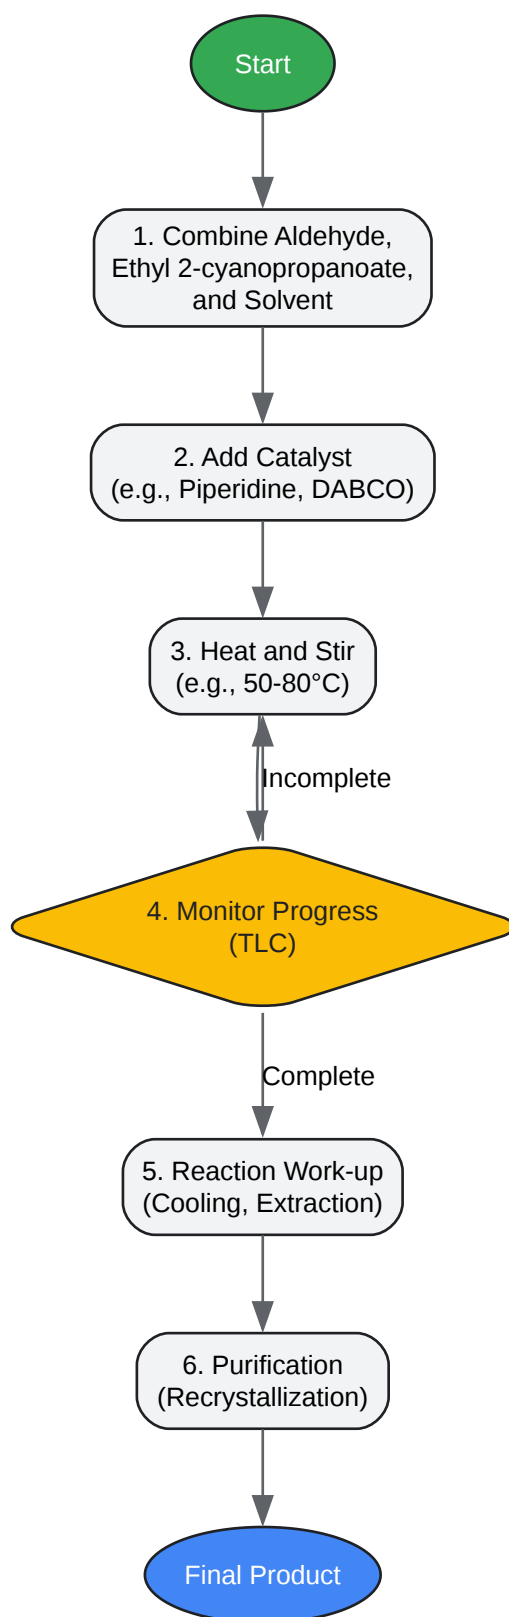 Start
1. Combine Aldehyde,
Ethyl 2-cyanopropanoate,
and Solvent
2. Add Catalyst
(e.g., Piperidine, DABCO)
3. Heat and Stir
(e.g., 50-80°C)
Incomplete
4. Monitor Progress
(TLC)
Complete
5. Reaction Work-up
(Cooling, Extraction)
6. Purification
(Recrystallization)
Final Product